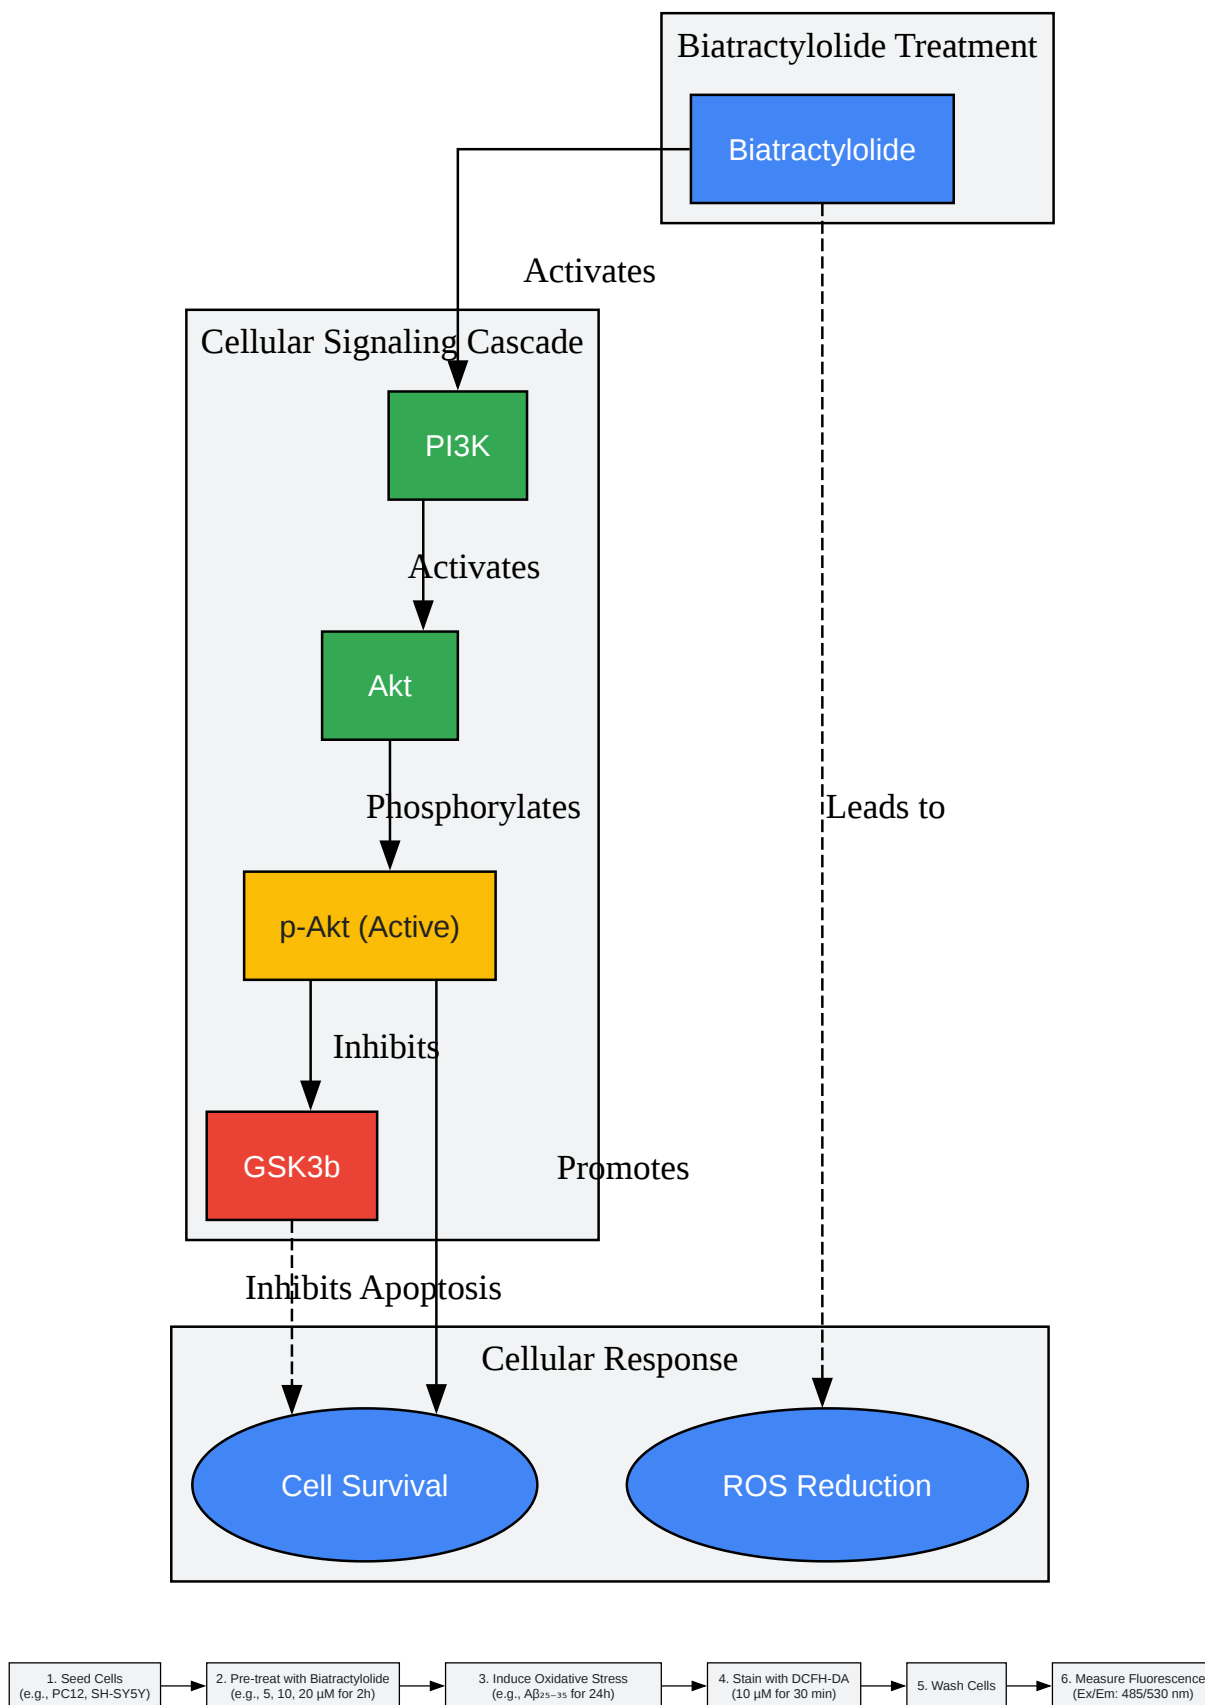 Biatractylolide Treatment
Biatractylolide
Activates
Cellular Signaling Cascade
PI3K
Activates
Akt
Phosphorylates
Leads to
p-Akt (Active)
Inhibits
GSK3b
Promotes
Inhibits Apoptosis
Cellular Response
Cell Survival
ROS Reduction
1. Seed Cells
(e.g., PC12, SH-SY5Y)
2. Pre-treat with Biatractylolide
(e.g., 5, 10, 20 µM for 2h)
3. Induce Oxidative Stress
(e.g., Aβ₂₅₋₃₅ for 24h)
4. Stain with DCFH-DA
(10 µM for 30 min)
5. Wash Cells
6. Measure Fluorescence
(Ex/Em: 485/530 nm)